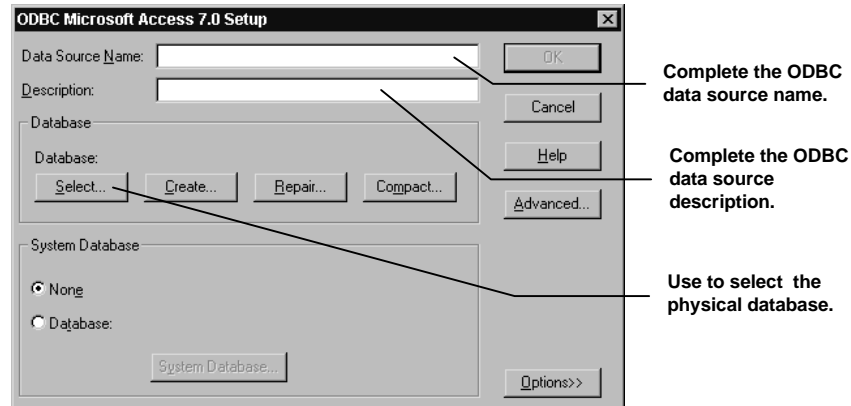 ODBC Microsoft Access 7.0 Setup
Data Source Name:
OK
Description:
Cancel
Database
Database:
Help
Select...
Create...
Repair...
Compact...
Advanced...
System Database
None
Database:
System Database...
Options>>
Complete the ODBC
data source name.
Complete the ODBC
data source
description.
Use to select the
physical database.